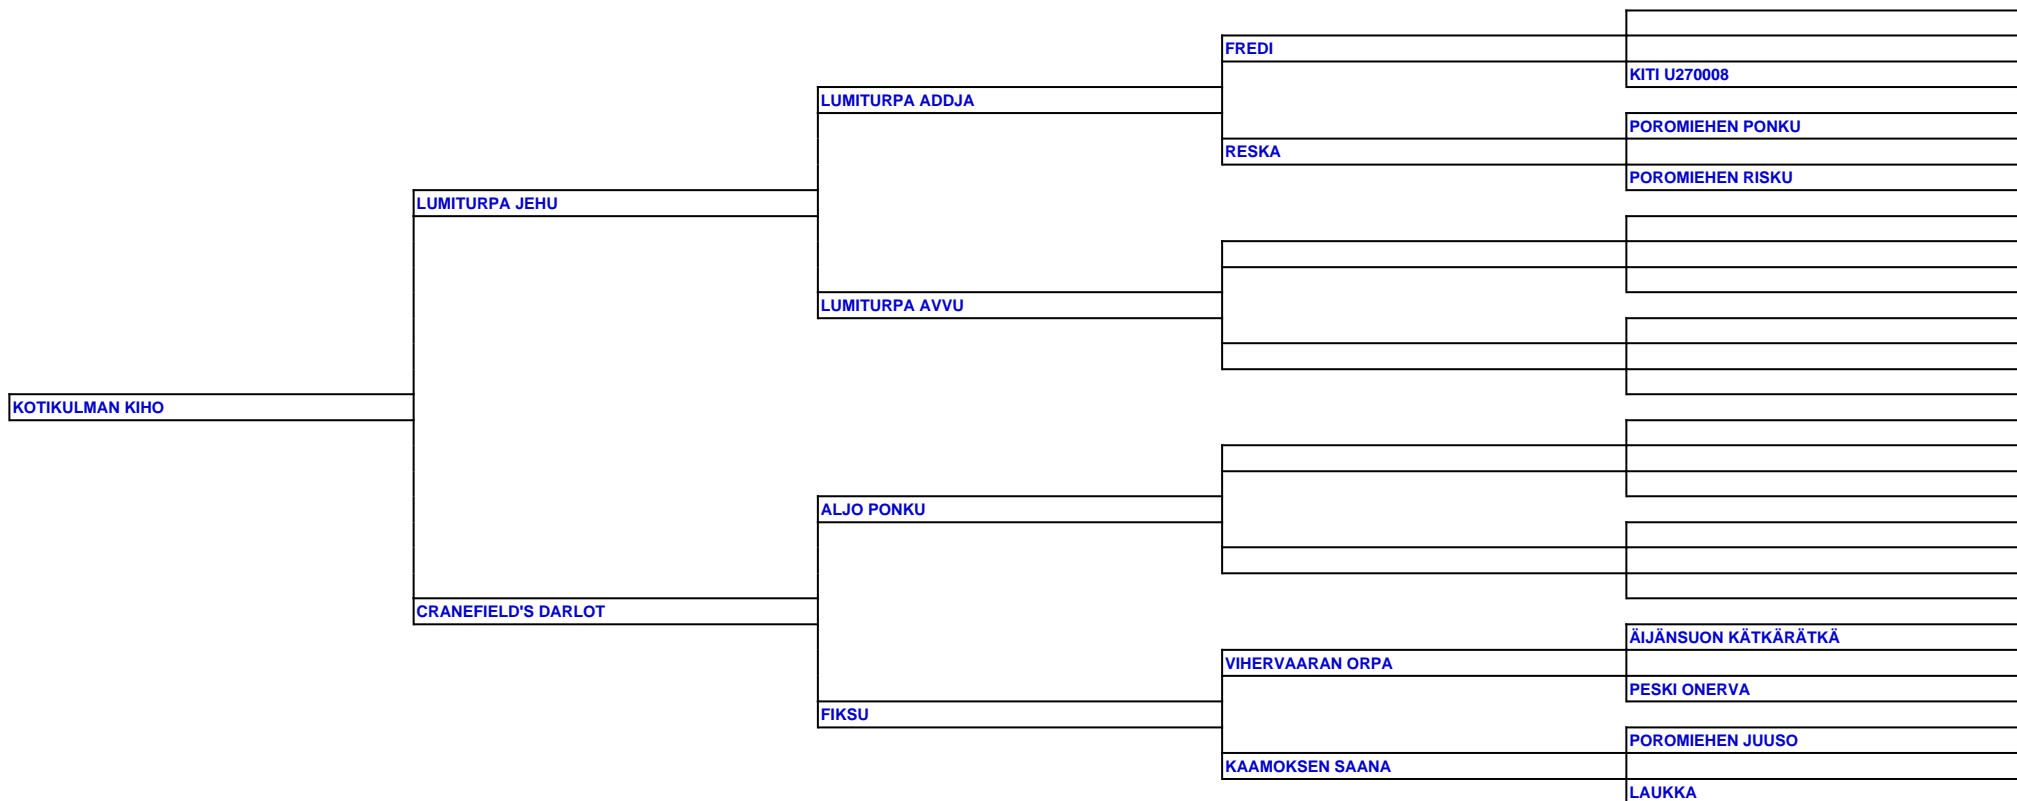 FREDI
KITI U270008
LUMITURPA ADDJA
POROMIEHEN PONKU
RESKA
POROMIEHEN RISKU
LUMITURPA JEHU
LUMITURPA AVVU
KOTIKULMAN KIHO
ALJO PONKU
CRANEFIELD'S DARLOT
ÄIJÄNSUON KÄTKÄRÄTKÄ
VIHERVAARAN ORPA
PESKI ONERVA
FIKSU
POROMIEHEN JUUSO
KAAMOKSEN SAANA
LAUKKA